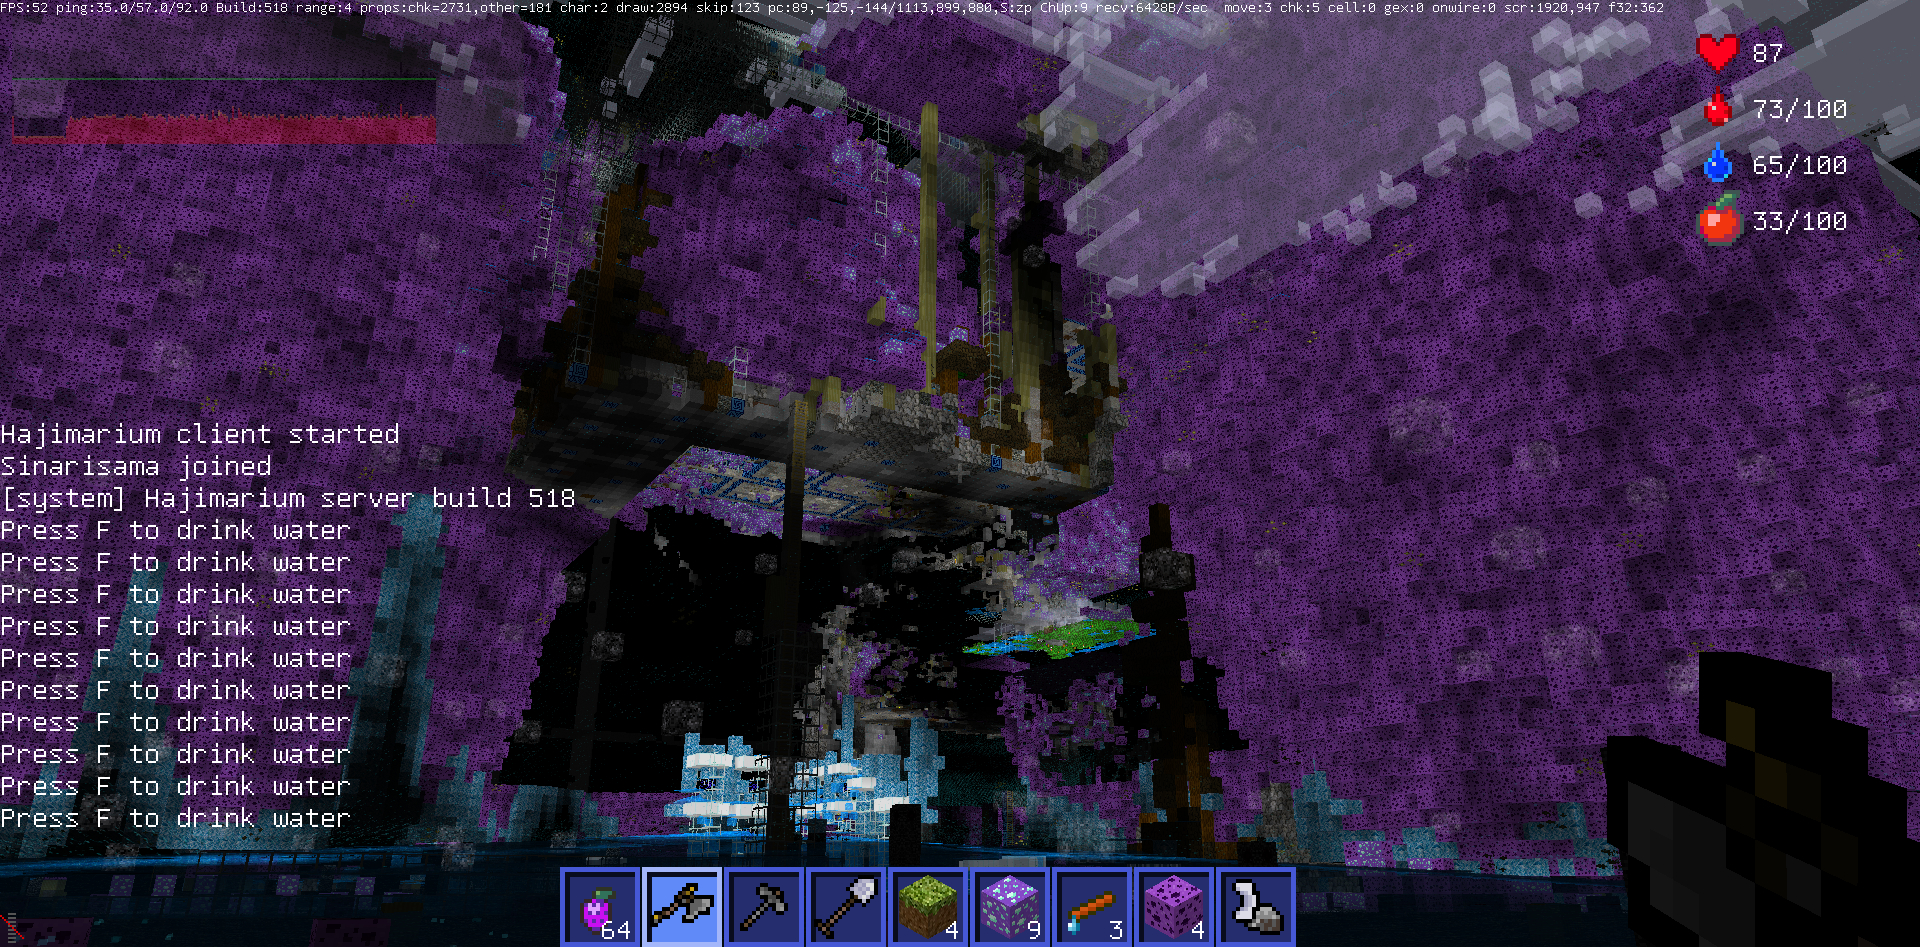 FPS:52 ping:35.0/57.0/92.0 Build:518 range:4 props:chk=2731,other=181 char:2 draw:2894 skip:123 pc:89,-125,-144/1113,899,880,S:zp ChUp:9 recv:6428B/sec move:3 chk:5 cell:0 gex:0 onwire:0 scr:1920,947 f32:362
87
73/100
65/100
33/100
Hajimarium client started
Sinarisama joined
[system] Hajimarium server build 518
Press F to drink water
Press F to drink water
Press F to drink water
Press F to drink water
Press F to drink water
Press F to drink water
Press F to drink water
Press F to drink water
Press F to drink water
Press F to drink water
64 4 9 3 4